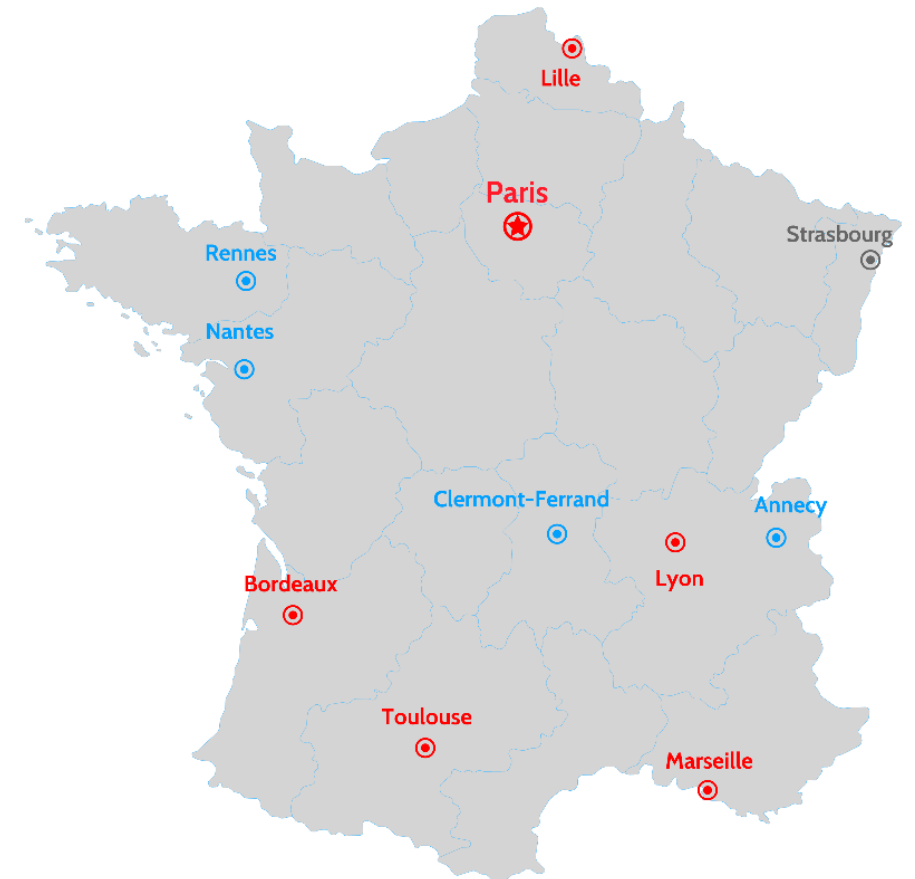 Lille
Paris
Strasbourg
Rennes
Nantes
Clermont-Ferrand
Annecy
Lyon
Bordeaux
Toulouse
Marseille